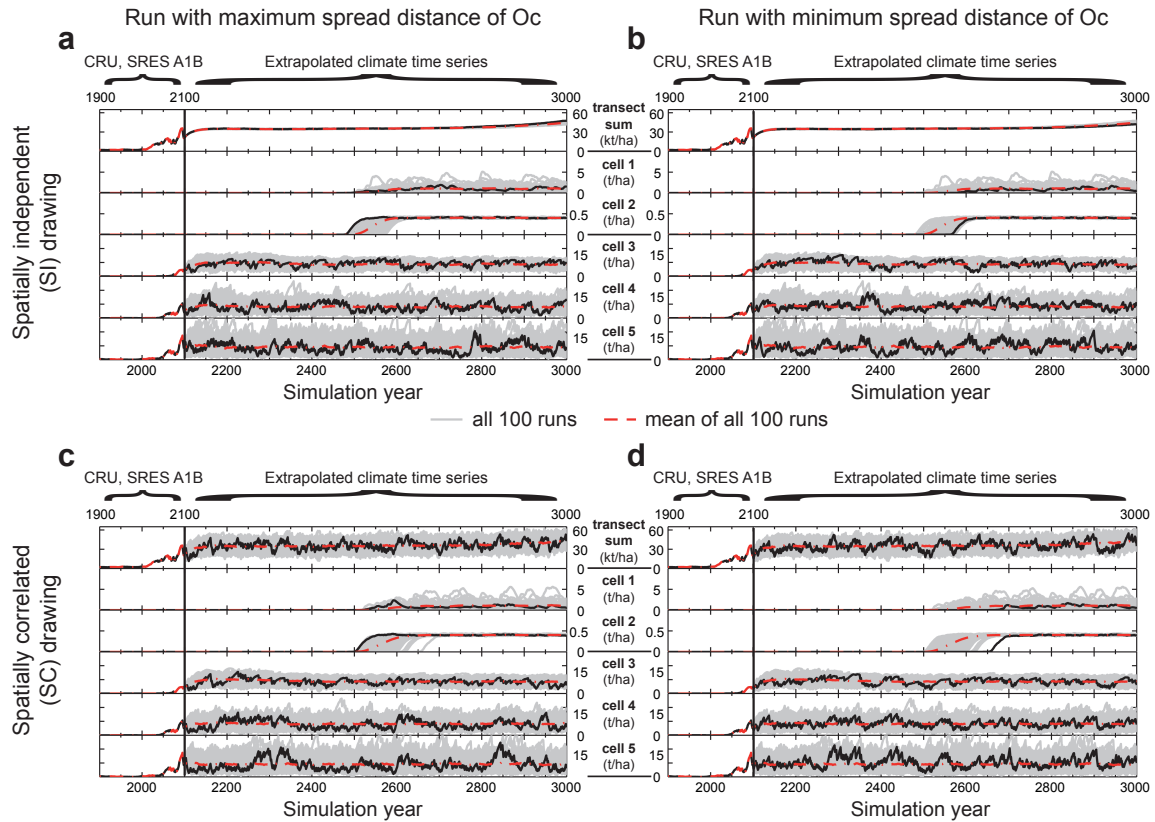 Run with maximum spread distance of Oc
Run with minimum spread distance of Oc
a
b
CRU, SRES A1B
Extrapolated climate time series
CRU, SRES A1B
Extrapolated climate time series
1900 2100 3000
1900 2100 3000
transect
sum
(kt/ha)
60
30
0
60
30
0
cell 1
(t/ha)
5
0
5
0
cell 2
(t/ha)
0.5
0.5
cell 3
(t/ha)
15
0
15
0
cell 4
(t/ha)
15
0
15
0
cell 5
(t/ha)
15
0
15
0
Spatially independent
(SI) drawing
2000 2200 2400 2600 2800 3000
2000 2200 2400 2600 2800 3000
Simulation year
Simulation year
all 100 runs
mean of all 100 runs
c
d
CRU, SRES A1B
Extrapolated climate time series
CRU, SRES A1B
Extrapolated climate time series
1900 2100 3000
1900 2100 3000
transect
sum
(kt/ha)
60
30
0
60
30
0
cell 1
(t/ha)
5
0
5
0
cell 2
(t/ha)
0.5
0.5
cell 3
(t/ha)
15
0
15
0
cell 4
(t/ha)
15
0
15
0
cell 5
(t/ha)
15
0
15
0
Spatially correlated
(SC) drawing
2000 2200 2400 2600 2800 3000
2000 2200 2400 2600 2800 3000
Simulation year
Simulation year